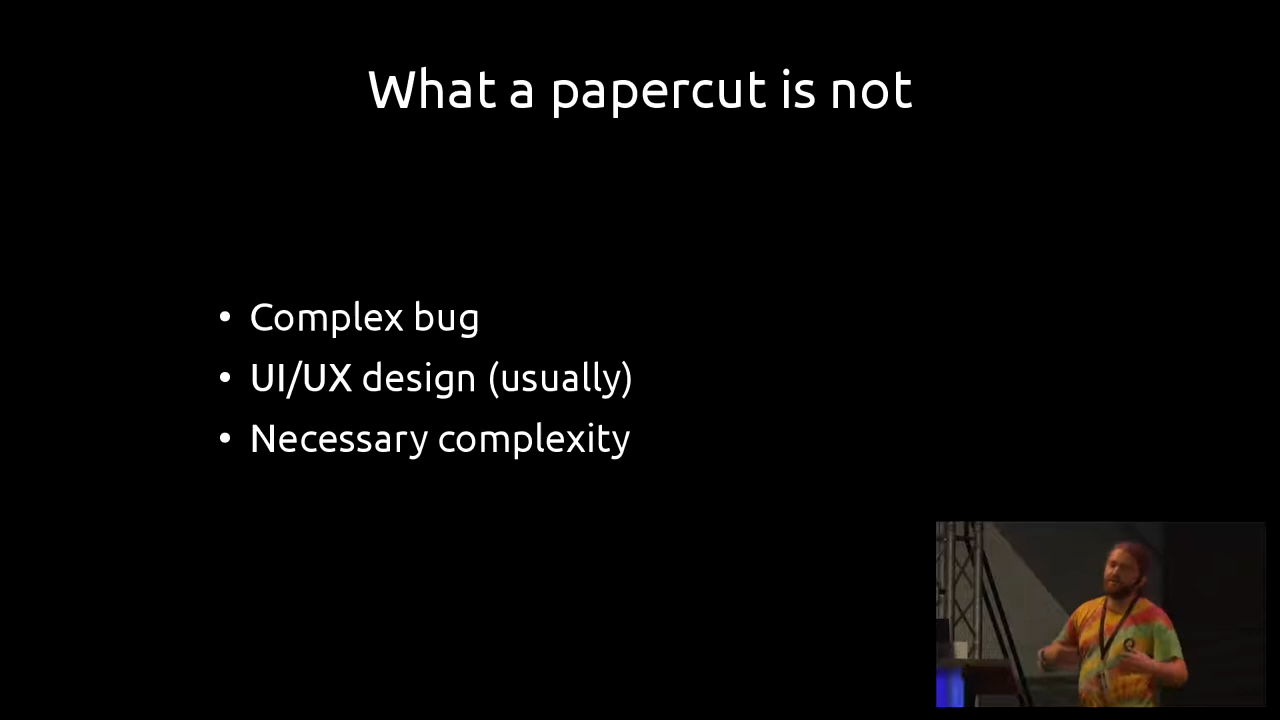 What a papercut is not
• Complex bug
• UI/UX design (usually)
• Necessary complexity